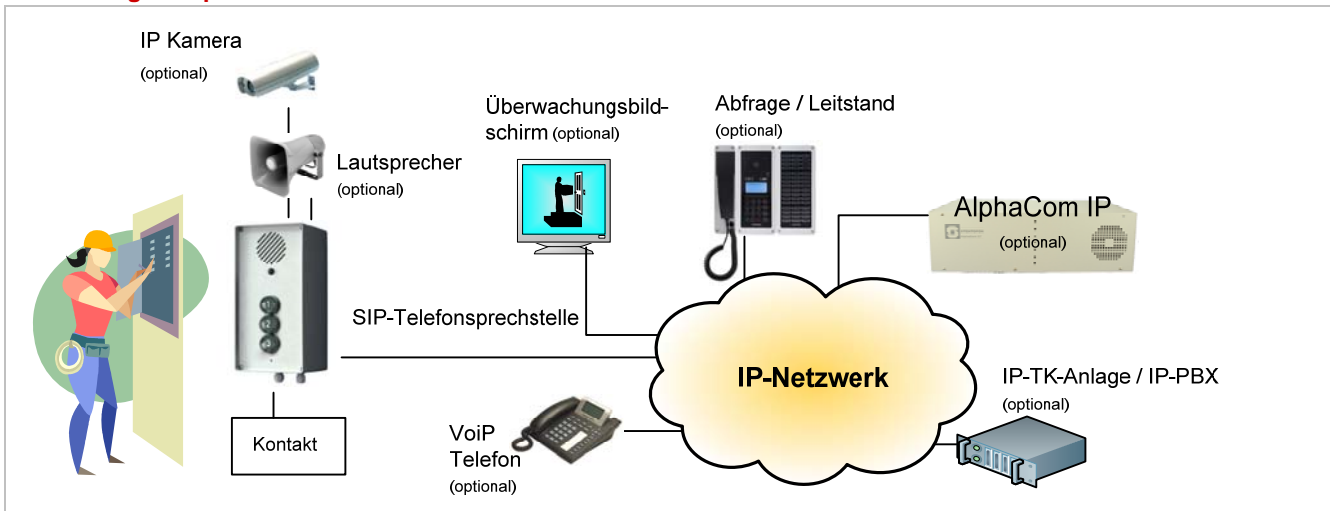 IP Kamera
(optional)
Lautsprecher
(optional)
Überwachungsbild-
schirm (optional)
Abfrage / Leitstand
(optional)
AlphaCom IP
(optional)
SIP-Telefonsprechstelle
IP-Netzwerk
IP-TK-Anlage / IP-PBX
(optional)
Kontakt
VoiP
Telefon
(optional)